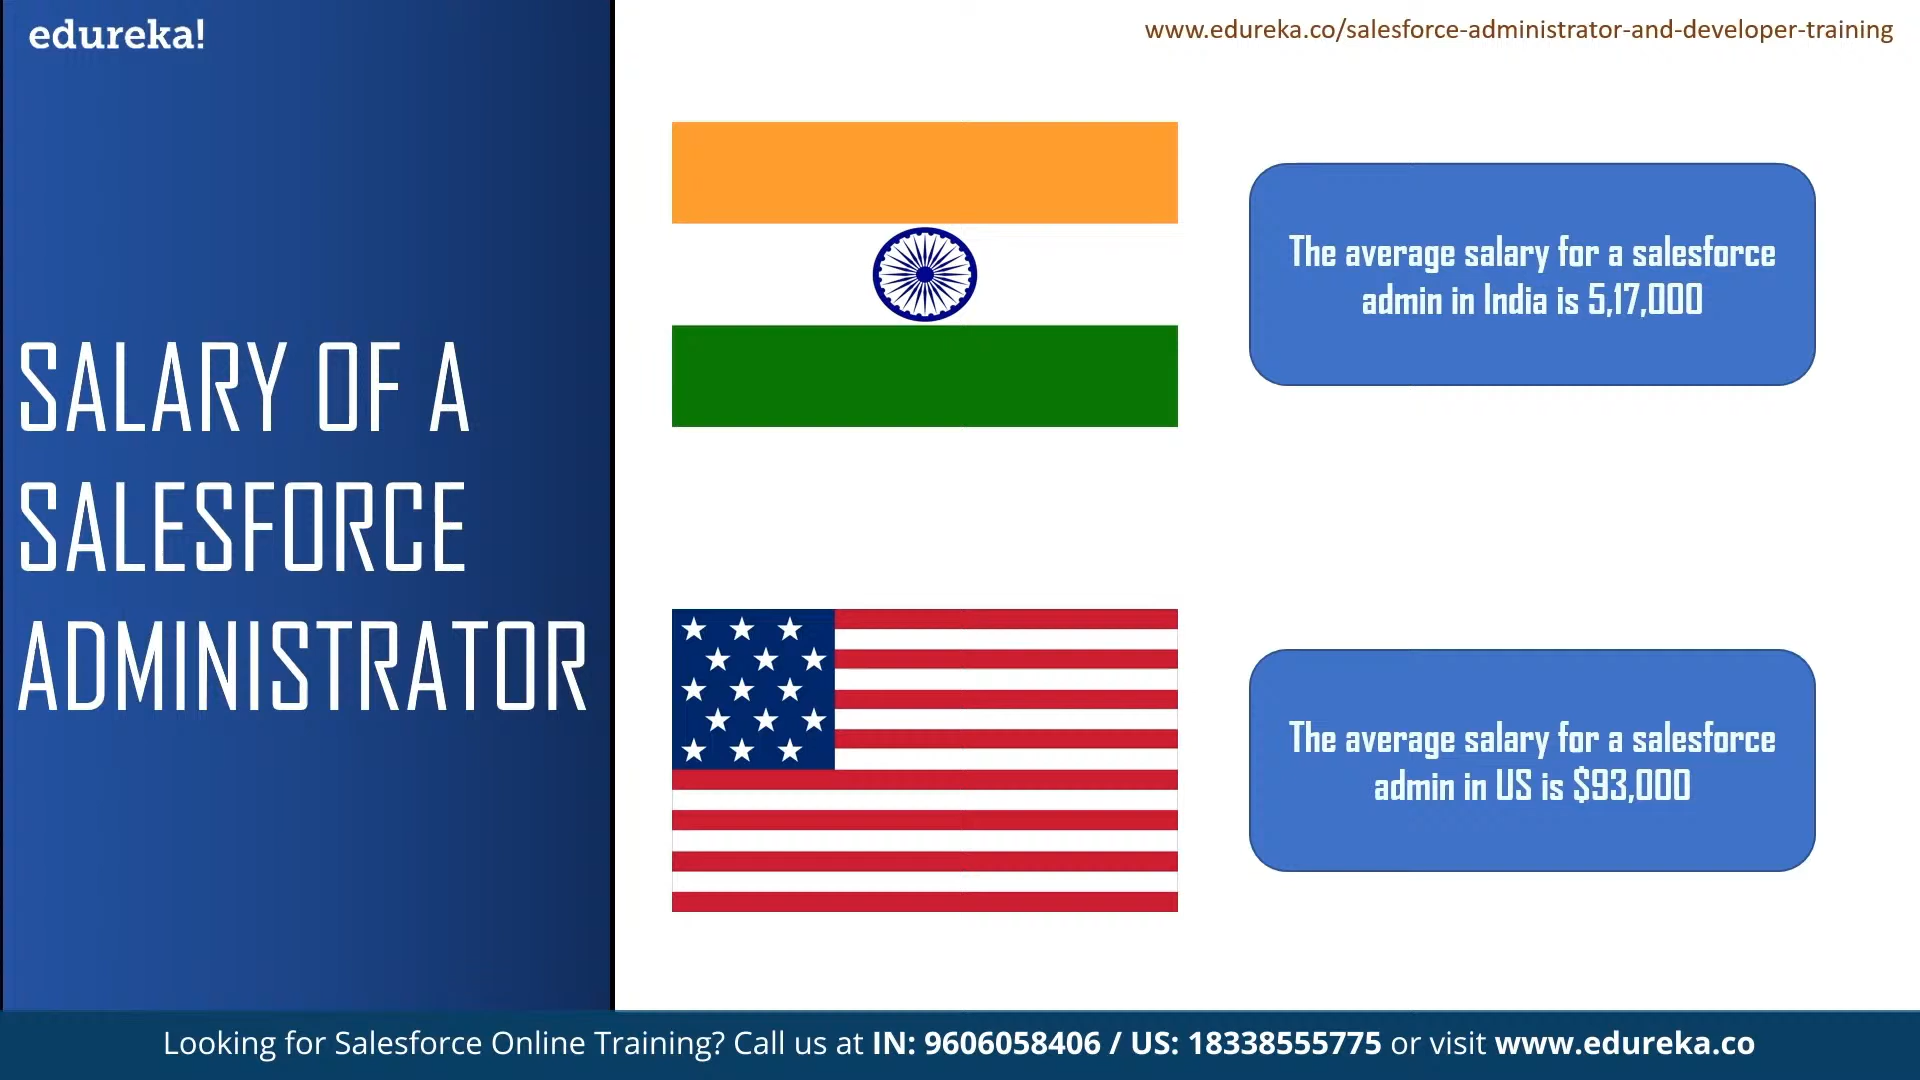 edureka!
www.edureka.co/salesforce-administrator-and-developer-training
SALARY OF A
SALESFORCE
ADMINISTRATOR
The average salary for a salesforce
admin in India is 5,17,000
The average salary for a salesforce
admin in US is $93,000
Looking for Salesforce Online Training? Call us at IN: 9606058406 / US: 18338555775 or visit www.edureka.co